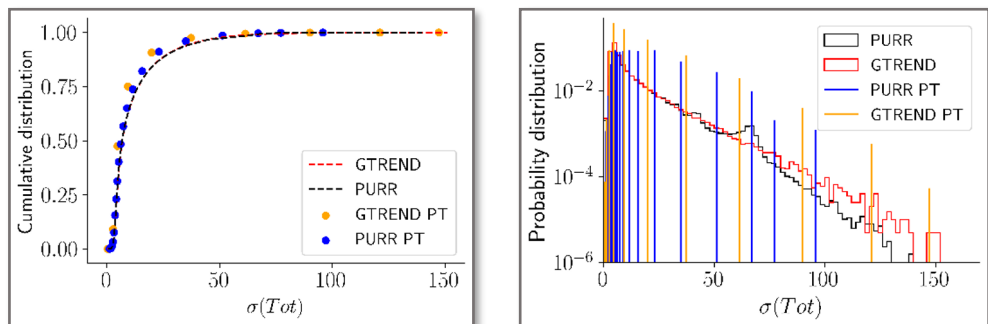 Cumulative distribution
1.00
0.75
0.50
0.25
0.00
GTREND
PURR
GTREND PT
PURR PT
0
50
100
150
σ(Tot)
Probability distribution
10⁻²
10⁻⁴
10⁻⁶
PURR
GTREND
PURR PT
GTREND PT
0
50
100
150
σ(Tot)